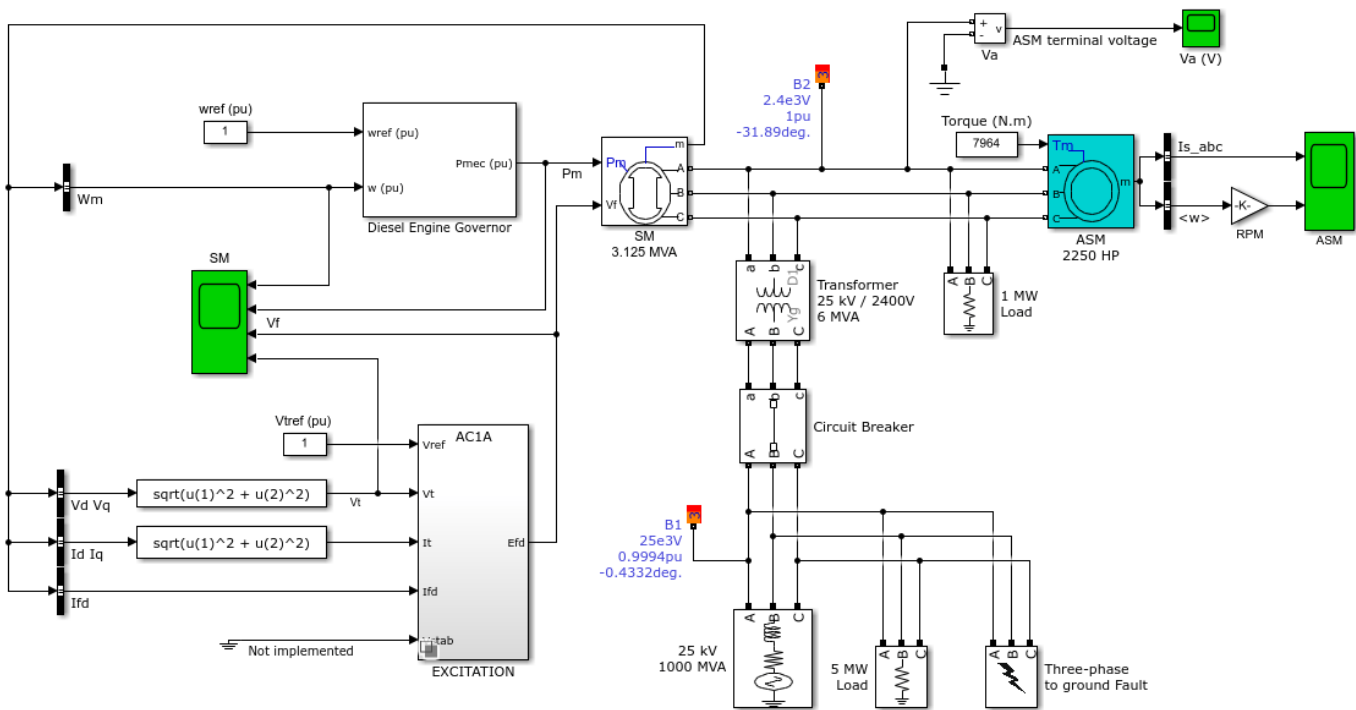 Va
ASM terminal voltage
Va (V)
+
-
v
B2
2.4e3V
1pu
-31.89deg.
3
wref (pu)
1
wref (pu)
Pmec (pu)
w (pu)
Diesel Engine Governor
Wm
Pm
Pm
Vf
m
A
B
C
SM
3.125 MVA
Torque (N.m)
7964
Tm
A
B
C
m
ASM
2250 HP
Is_abc
<w>
-K-
RPM
ASM
SM
Vf
a
b
c
D1
Yg
A
B
C
Transformer
25 kV / 2400V
6 MVA
A
B
C
1 MW
Load
a
b
c
A
B
C
Circuit Breaker
Vtref (pu)
1
AC1A
Vref
Vt
It
Ifd
Efd
EXCITATION
Vd Vq
sqrt(u(1)^2 + u(2)^2)
Vt
Id Iq
sqrt(u(1)^2 + u(2)^2)
Ifd
Not implemented
3
B1
25e3V
0.9994pu
-0.4332deg.
A
B
C
25 kV
1000 MVA
A
B
C
5 MW
Load
A
B
C
Three-phase
to ground Fault